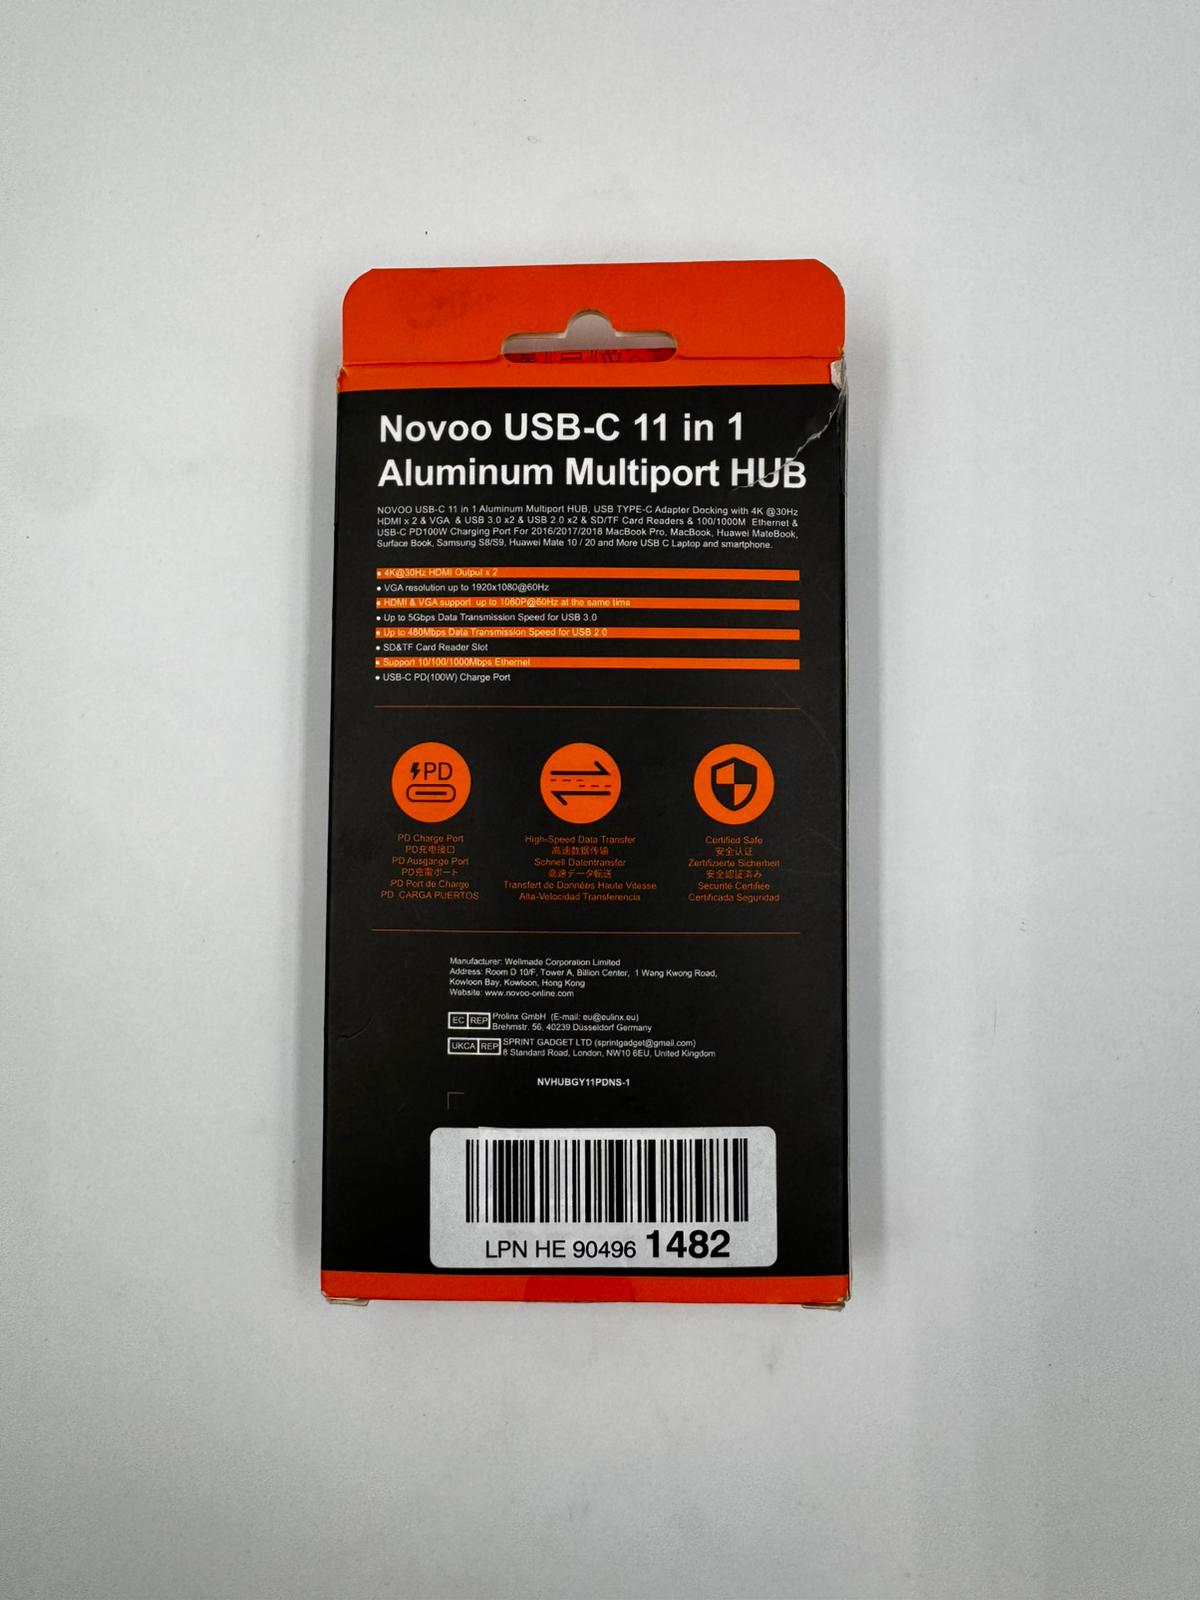 Novoo USB-C 11 in 1
Aluminum Multiport HUB
NOVOO USB-C 11 in 1 Aluminum Multiport HUB, USB TYPE-C Adapter Docking with 4K @30Hz
HDMI x 2 & VGA & USB 3.0 x2 & USB 2.0 x2 & SD/TF Card Readers & 100/1000M Ethernet &
USB-C PD100W Charging Port For 2016/2017/2018 MacBook Pro, MacBook, Huawei MateBook,
Surface Book, Samsung S8/S9, Huawei Mate 10 / 20 and More USB C Laptop and smartphone.
• 4K@30Hz HDMI Output x 2
• VGA resolution up to 1920x1080@60Hz
• HDMI & VGA support up to 1080P@60Hz at the same time
• Up to 5Gbps Data Transmission Speed for USB 3.0
• Up to 480Mbps Data Transmission Speed for USB 2.0
• SD&TF Card Reader Slot
• Support 10/100/1000Mbps Ethernet
• USB-C PD(100W) Charge Port
PD
PD Charge Port
PD充电接口
PD Ausgange Port
PD充電ポート
PD Port de Charge
PD CARGA PUERTOS
High-Speed Data Transfer
高速数据传输
Schnell Datentransfer
高速データ転送
Transfert de Données Haute Vitesse
Alta-Velocidad Transferencia
Certified Safe
安全认证
Zertifizierte Sicherheit
安全認証済み
Sécurité Certifiée
Certificada Seguridad
Manufacturer: Wellmade Corporation Limited
Address: Room D 10/F, Tower A, Billion Center, 1 Wang Kwong Road,
Kowloon Bay, Kowloon, Hong Kong
Website: www.novoo-online.com
EC REP Prolinx GmbH (E-mail: eu@eulinx.eu)
Brehmstr. 56, 40239 Düsseldorf Germany
UKCA REP SPRINT GADGET LTD (sprintgadget@gmail.com)
8 Standard Road, London, NW10 6EU, United Kingdom
NVHUBGY11PDNS-1
LPN HE 90496 1482